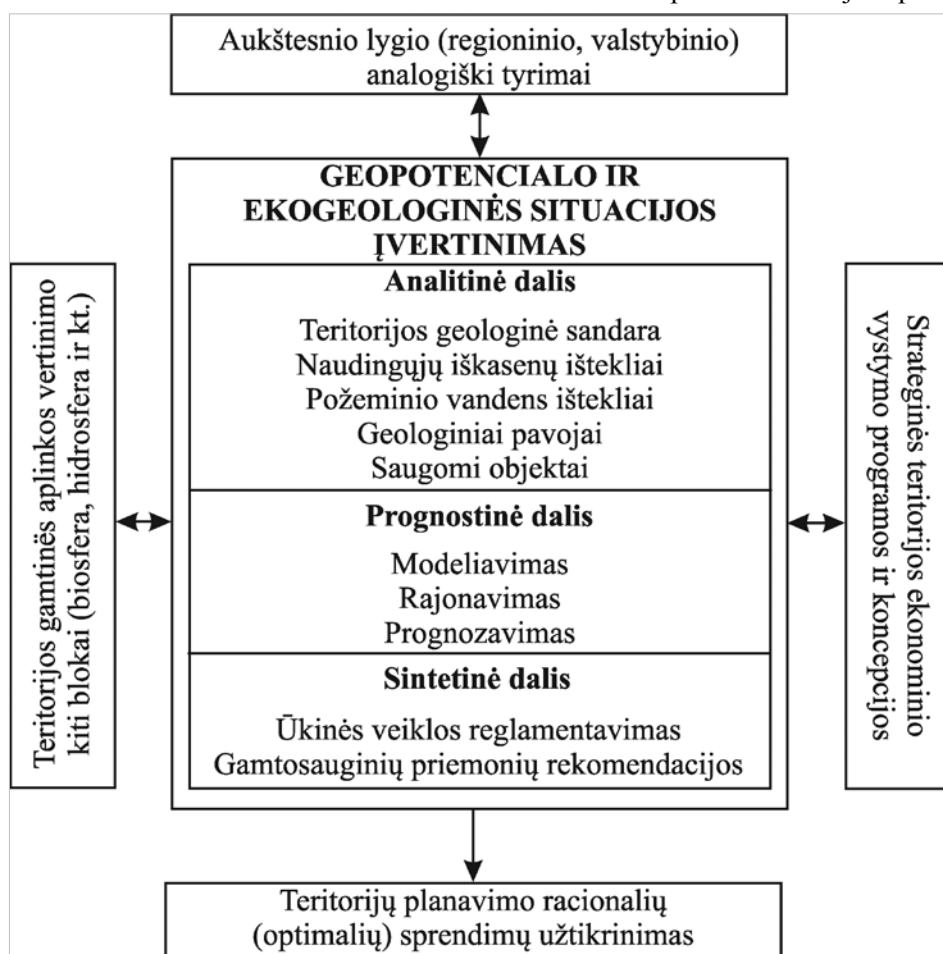 Aukštesnio lygio (regioninio, valstybinio)
analogiški tyrimai
GEOPOTENCIALO IR
EKOGEOLOGINĖS SITUACIJOS
ĮVERTINIMAS
Teritorijos gamtinės aplinkos vertinimo
kiti blokai (biosfera, hidrosfera ir kt.)
Analitinė dalis
Teritorijos geologinė sandara
Naudingųjų iškasenų ištekliai
Požeminio vandens ištekliai
Geologiniai pavojai
Saugomi objektai
Prognostinė dalis
Modeliavimas
Rajonavimas
Prognozavimas
Sintetinė dalis
Ūkinės veiklos reglamentavimas
Gamtosauginių priemonių rekomendacijos
Strateginės teritorijos ekonominio
vystymo programos ir koncepcijos
Teritorijų planavimo racionalių
(optimalių) sprendimų užtikrinimas